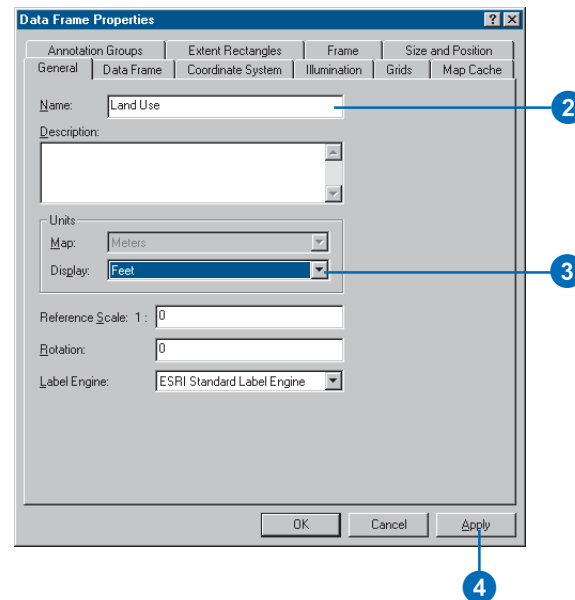 Data Frame Properties
Annotation Groups Extent Rectangles Frame Size and Position
General Data Frame Coordinate System Illumination Grids Map Cache
Name: Land Use
2
Description:
Units
Map: Meters
Display: Feet
3
Reference Scale: 1 : 0
Rotation: 0
Label Engine: ESRI Standard Label Engine
OK Cancel Apply
4